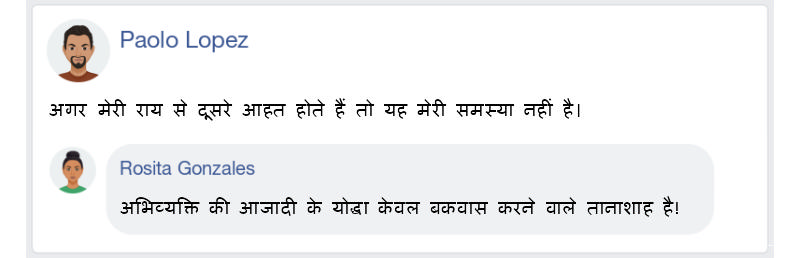 Paolo Lopez
अगर मेरी राय से दूसरे आहत होते हैं तो यह मेरी समस्या नहीं है।
Rosita Gonzales
अभिव्यक्ति की आजादी के योद्धा केवल बकवास करने वाले तानाशाह है!